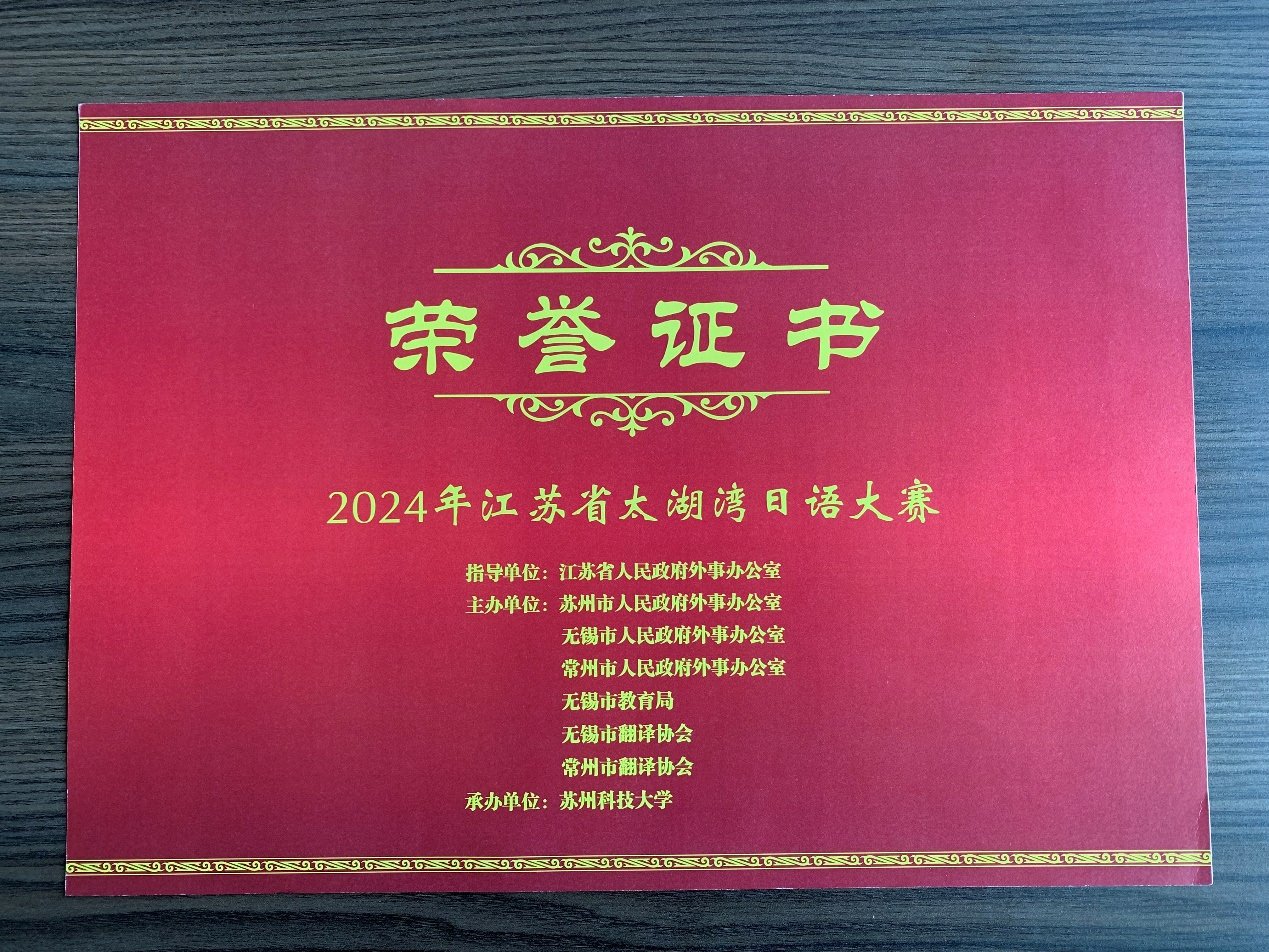 荣誉证书
2024年江苏省太湖湾日语大赛
指导单位：江苏省人民政府外事办公室
主办单位：苏州市人民政府外事办公室
无锡市人民政府外事办公室
常州市人民政府外事办公室
无锡市教育局
无锡市翻译协会
常州市翻译协会
承办单位：苏州科技大学